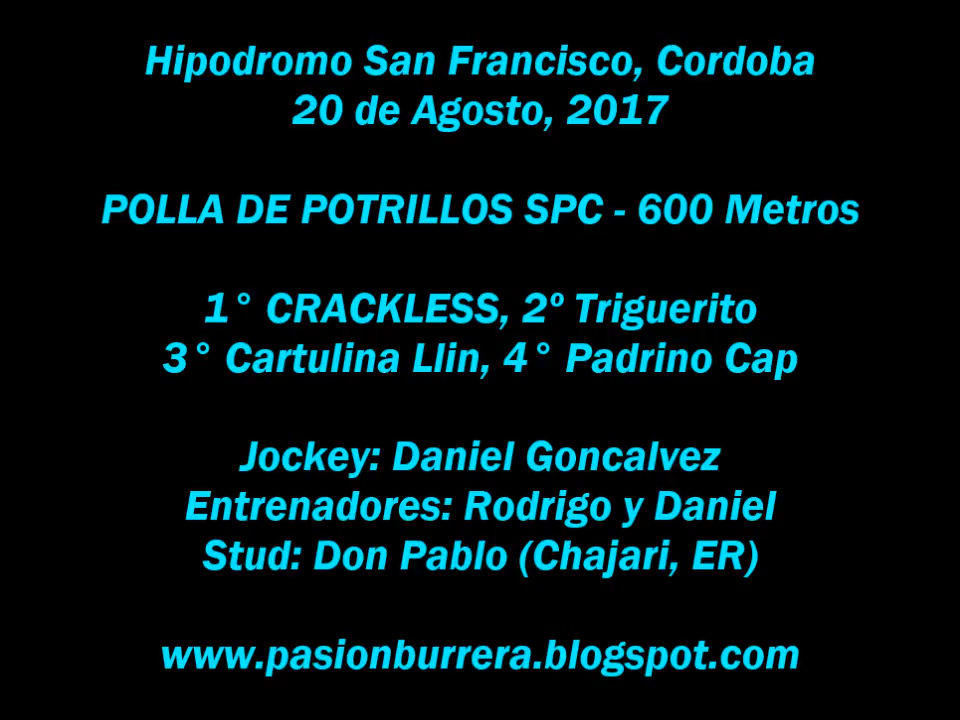 Hipodromo San Francisco, Cordoba
20 de Agosto, 2017
POLLA DE POTRILLOS SPC - 600 Metros
1° CRACKLESS, 2º Triguerito
3° Cartulina Llin, 4° Padrino Cap
Jockey: Daniel Goncalvez
Entrenadores: Rodrigo y Daniel
Stud: Don Pablo (Chajari, ER)
www.pasionburrera.blogspot.com